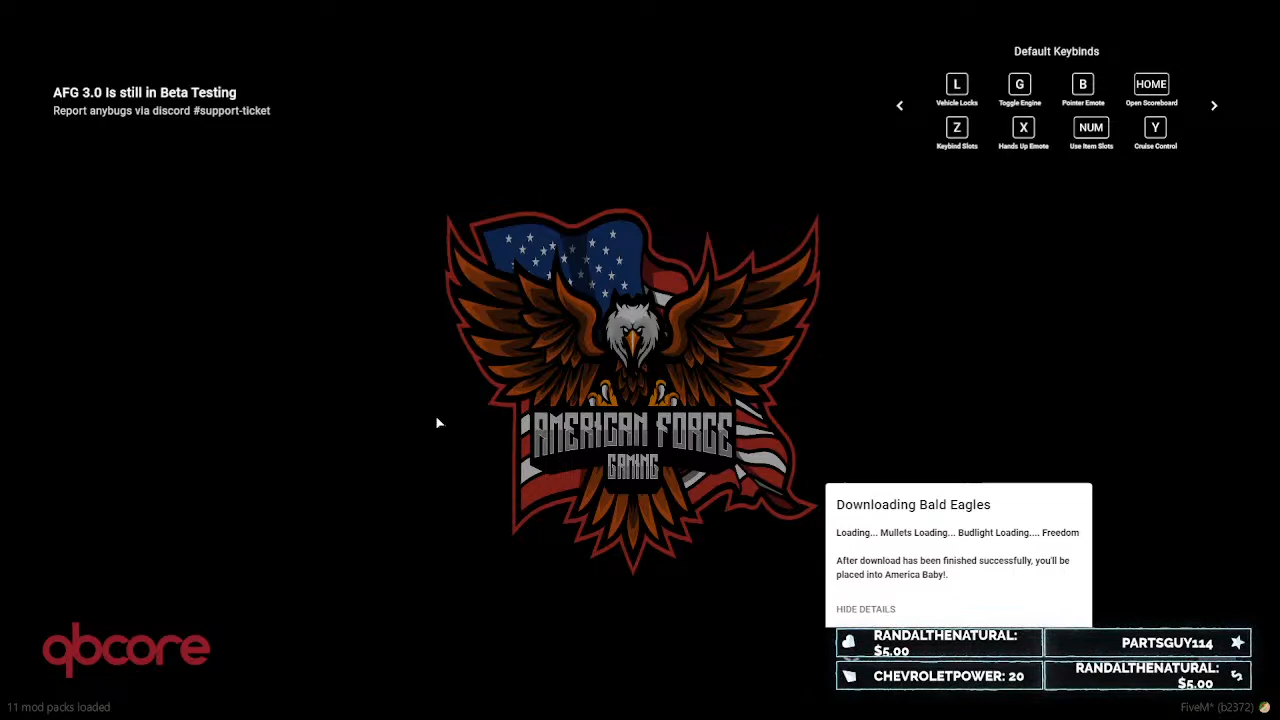 Default Keybinds
AFG 3.0 Is still in Beta Testing
Report anybugs via discord #support-ticket
L G B HOME
Vehicle Locks Toggle Engine Pointer Emote Open Scoreboard
Z X NUM Y
Keybind Slots Hands Up Emote Use Item Slots Cruise Control
AMERICAN FORCE
GAMING
Downloading Bald Eagles
Loading... Mullets Loading... Budlight Loading.... Freedom
After download has been finished successfully, you'll be
placed into America Baby!.
HIDE DETAILS
qbcore
RANDALTHENATURAL:
$5.00
PARTSGUY114
CHEVROLETPOWER: 20
RANDALTHENATURAL:
$5.00
11 mod packs loaded
FiveM* (b2372)